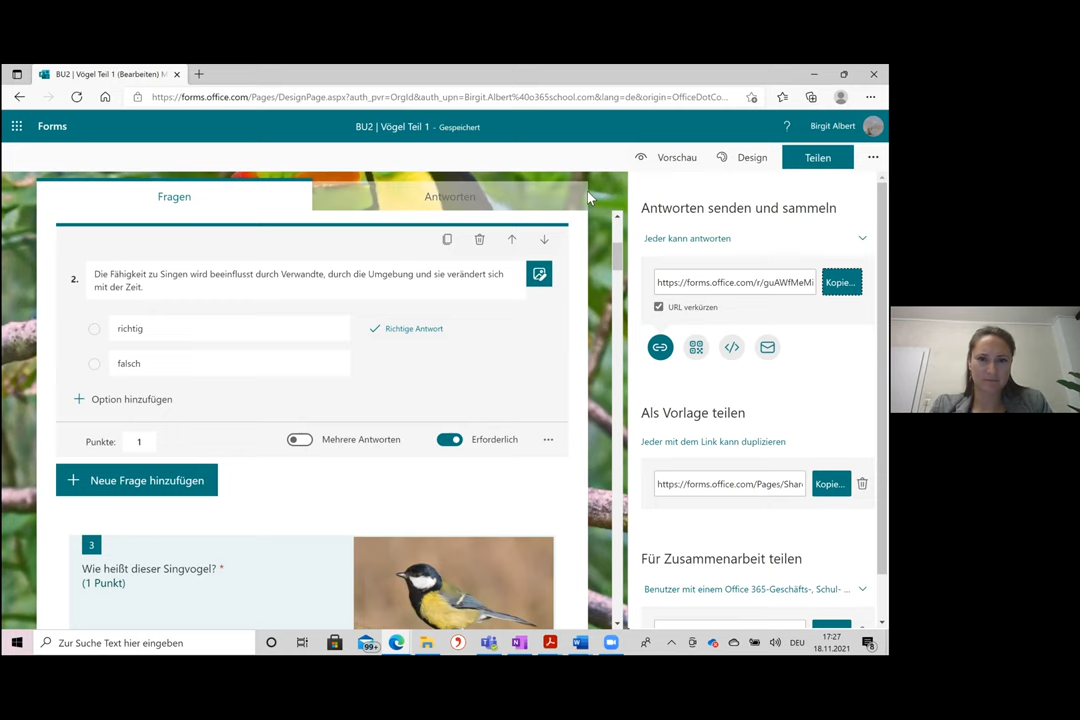 BU2 | Vögel Teil 1 (Bearbeiten) M
https://forms.office.com/Pages/DesignPage.aspx?auth_pvr=OrgId&auth_upn=Birgit.Albert%40o365school.com&lang=de&origin=OfficeDotCo...
Forms
BU2 | Vögel Teil 1 - Gespeichert
?
Birgit Albert
Vorschau
Design
Teilen
Fragen
Antworten
2.
Die Fähigkeit zu Singen wird beeinflusst durch Verwandte, durch die Umgebung und sie verändert sich
mit der Zeit.
richtig
Richtige Antwort
falsch
Option hinzufügen
Punkte:
1
Mehrere Antworten
Erforderlich
Neue Frage hinzufügen
3
Wie heißt dieser Singvogel? *
(1 Punkt)
Antworten senden und sammeln
Jeder kann antworten
https://forms.office.com/r/guAWfMeMi
Kopie...
URL verkürzen
Als Vorlage teilen
Jeder mit dem Link kann duplizieren
https://forms.office.com/Pages/Shar
Kopie...
Für Zusammenarbeit teilen
Benutzer mit einem Office 365-Geschäfts-, Schul- ...
Zur Suche Text hier eingeben
99+
DEU
17:27
18.11.2021
8